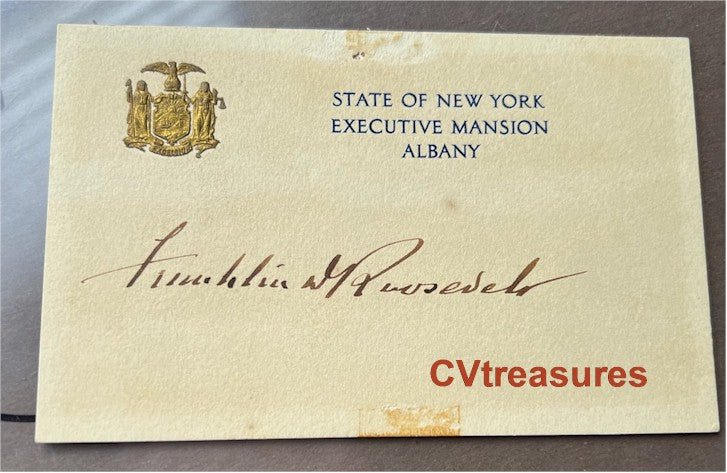 STATE OF NEW YORK
EXECUTIVE MANSION
ALBANY
Franklin D Roosevelt
CVtreasures